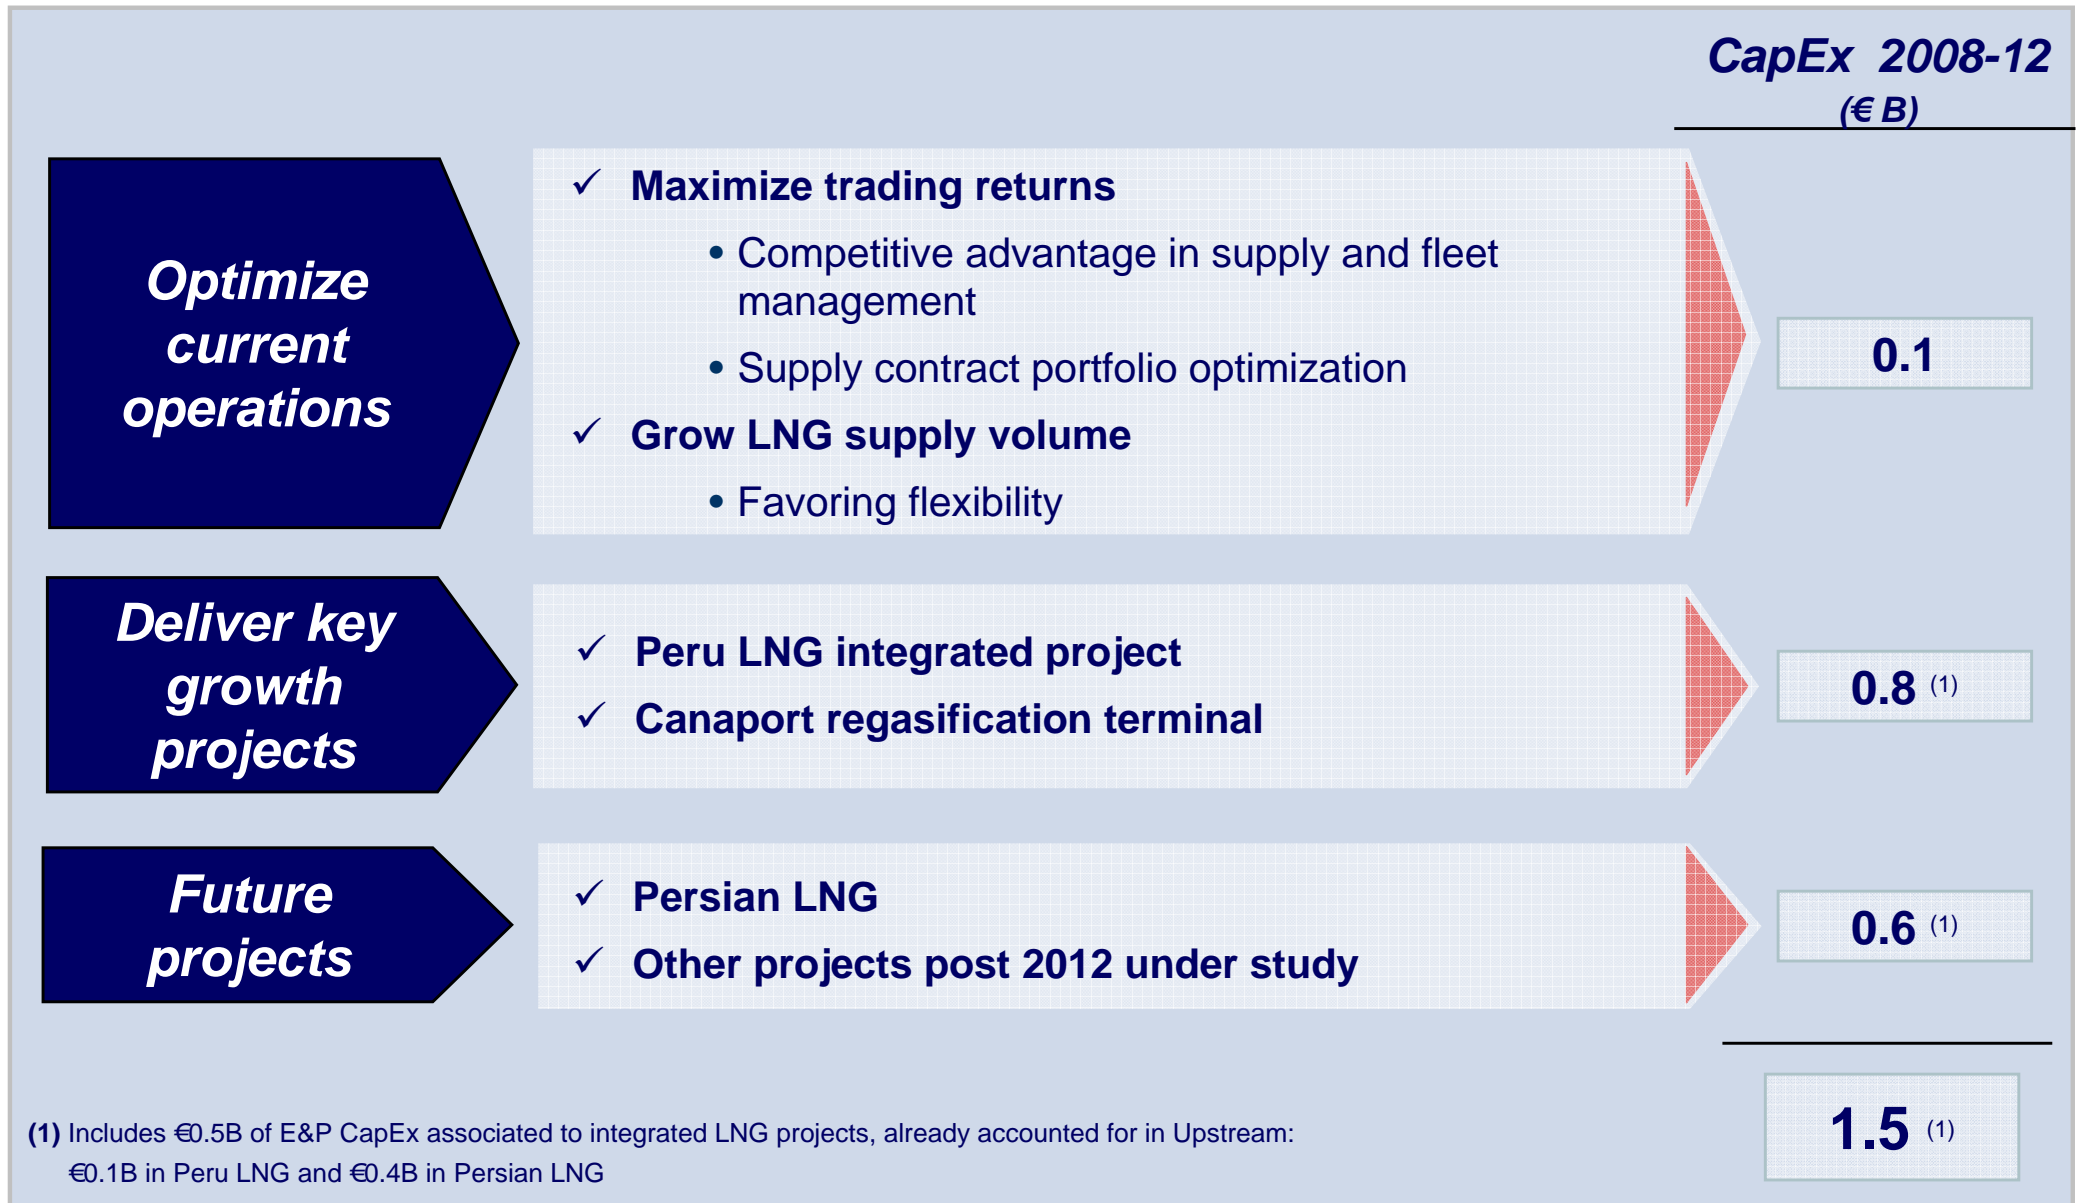 CapEx 2008-12
(€ B)
Optimize
current
operations
✓ Maximize trading returns
• Competitive advantage in supply and fleet
management
• Supply contract portfolio optimization
✓ Grow LNG supply volume
• Favoring flexibility
0.1
Deliver key
growth
projects
✓ Peru LNG integrated project
✓ Canaport regasification terminal
0.8 (1)
Future
projects
✓ Persian LNG
✓ Other projects post 2012 under study
0.6 (1)
1.5 (1)
(1) Includes €0.5B of E&P CapEx associated to integrated LNG projects, already accounted for in Upstream:
€0.1B in Peru LNG and €0.4B in Persian LNG